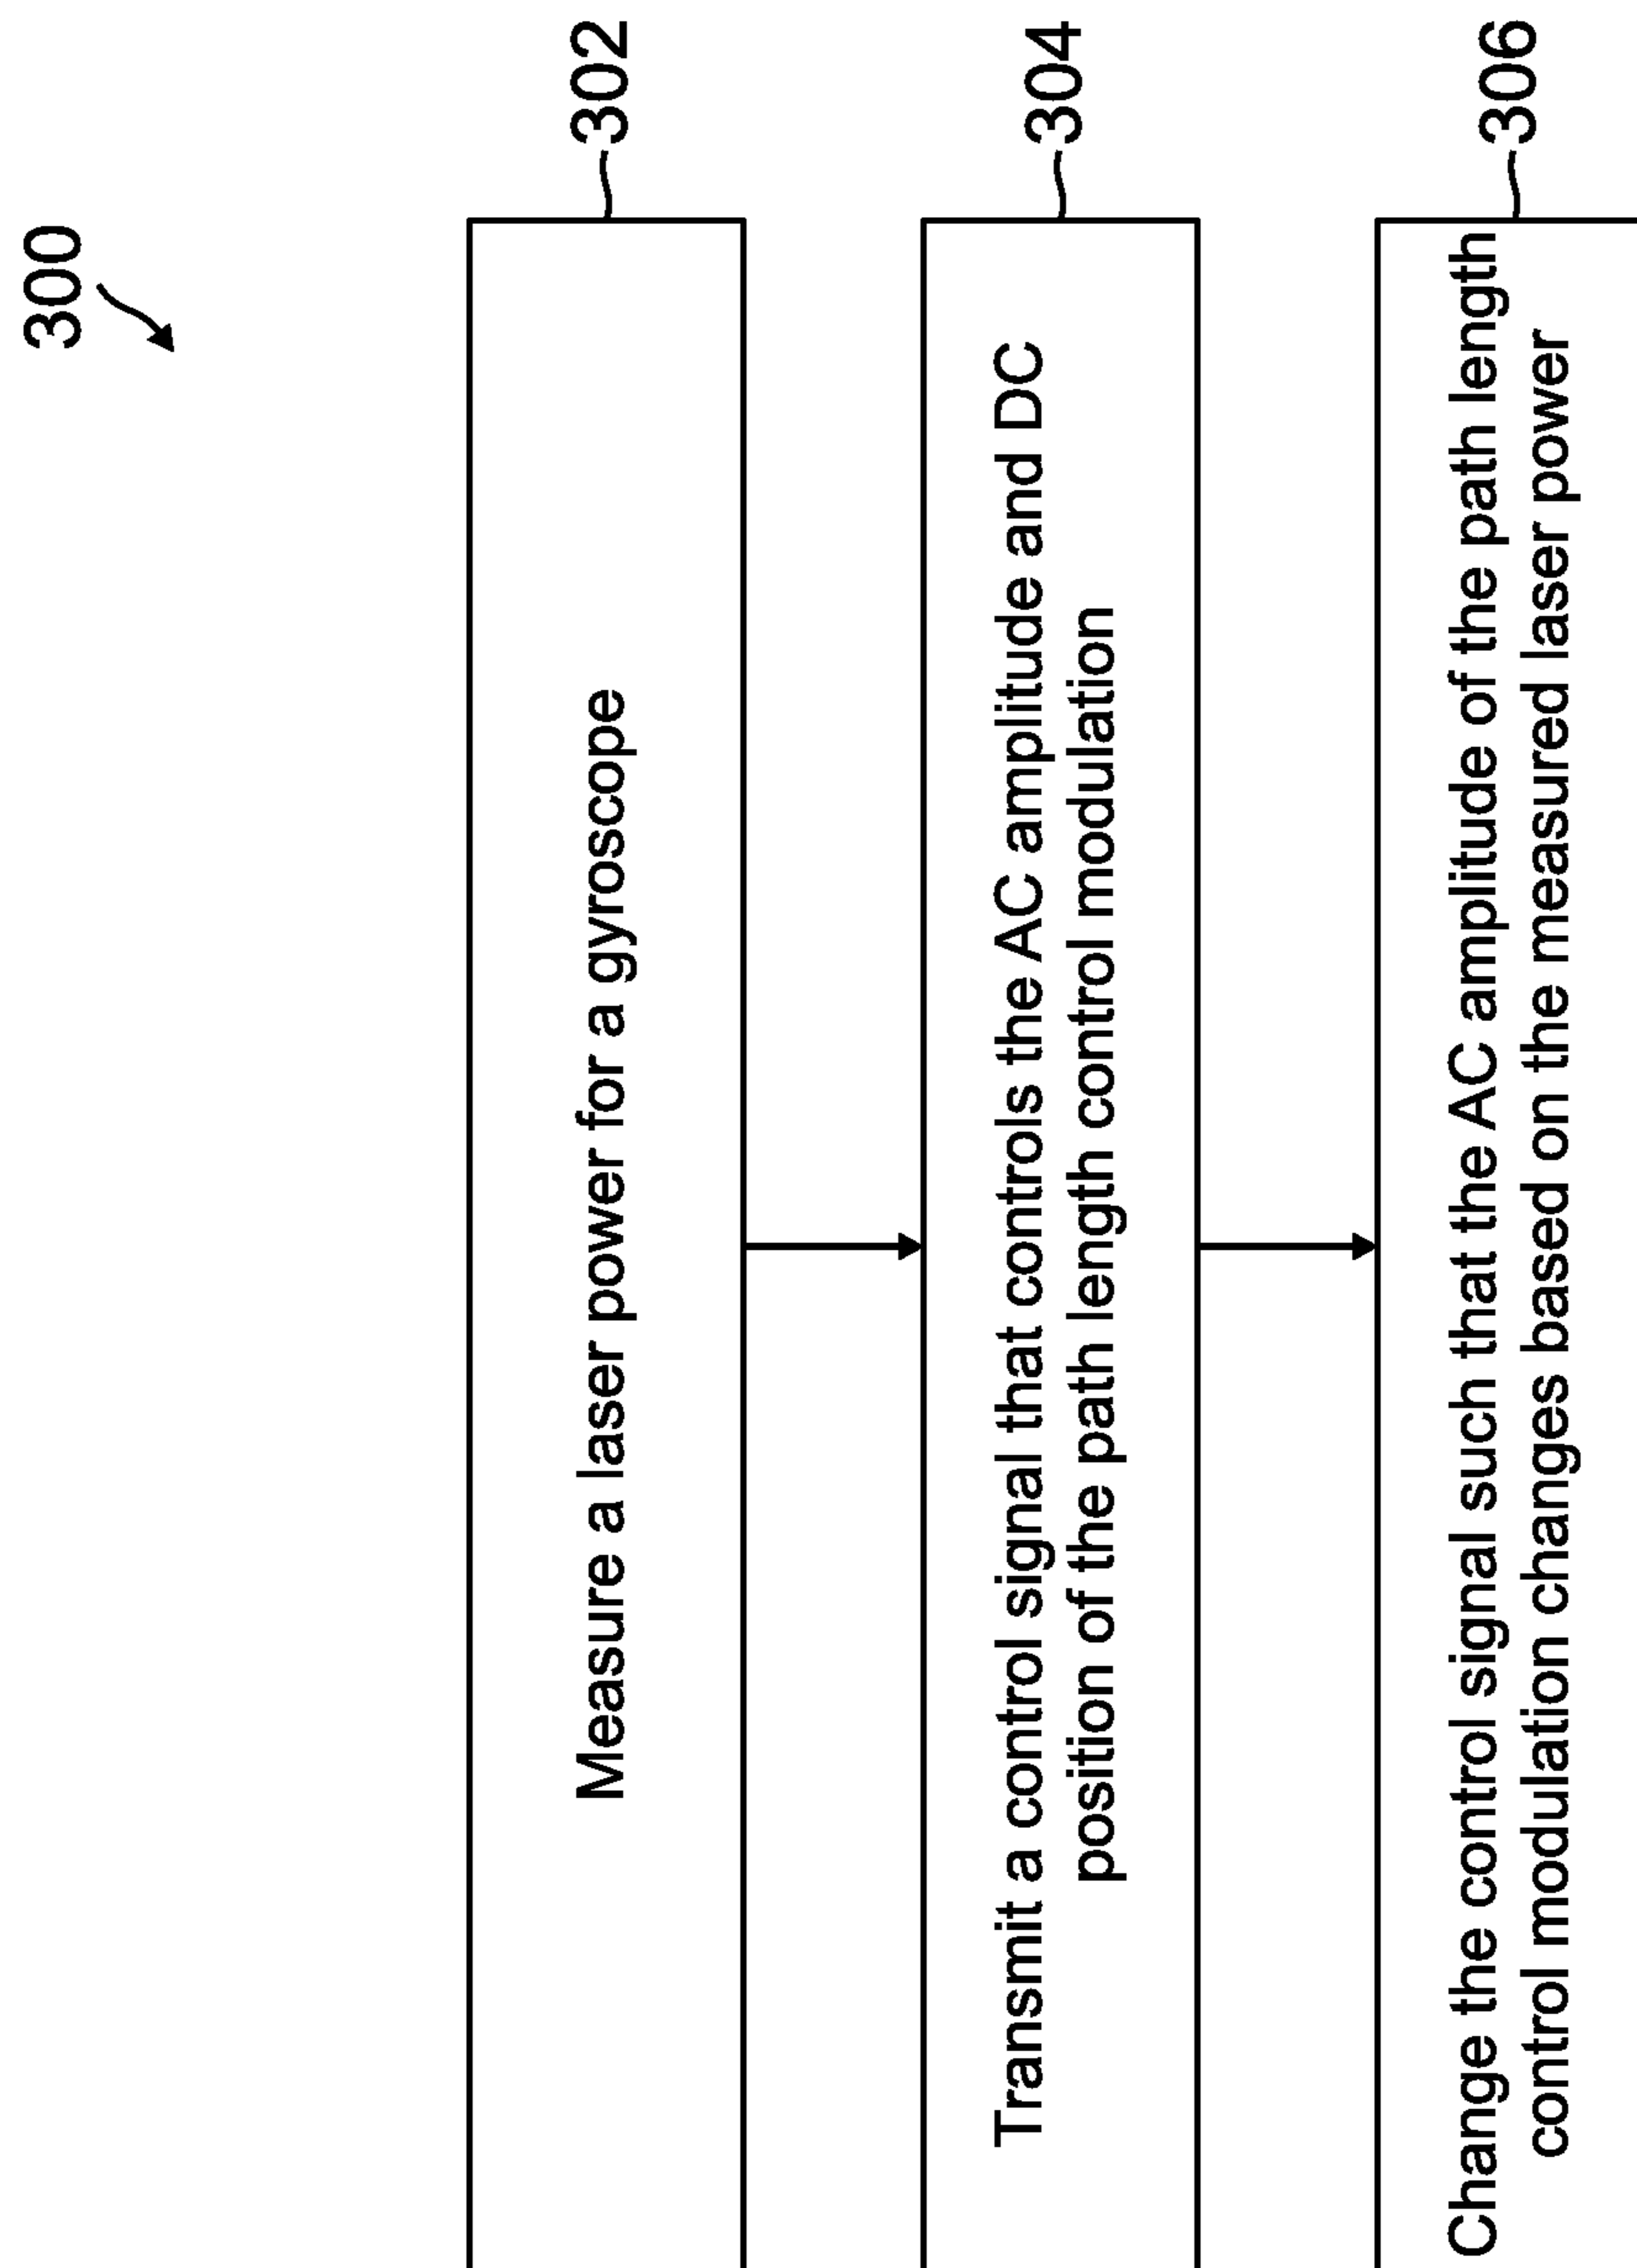 300
302
Measure a laser power for a gyroscope
304
Transmit a control signal that controls the AC amplitude and DC
position of the path length control modulation
306
Change the control signal such that the AC amplitude of the path length
control modulation changes based on the measured laser power